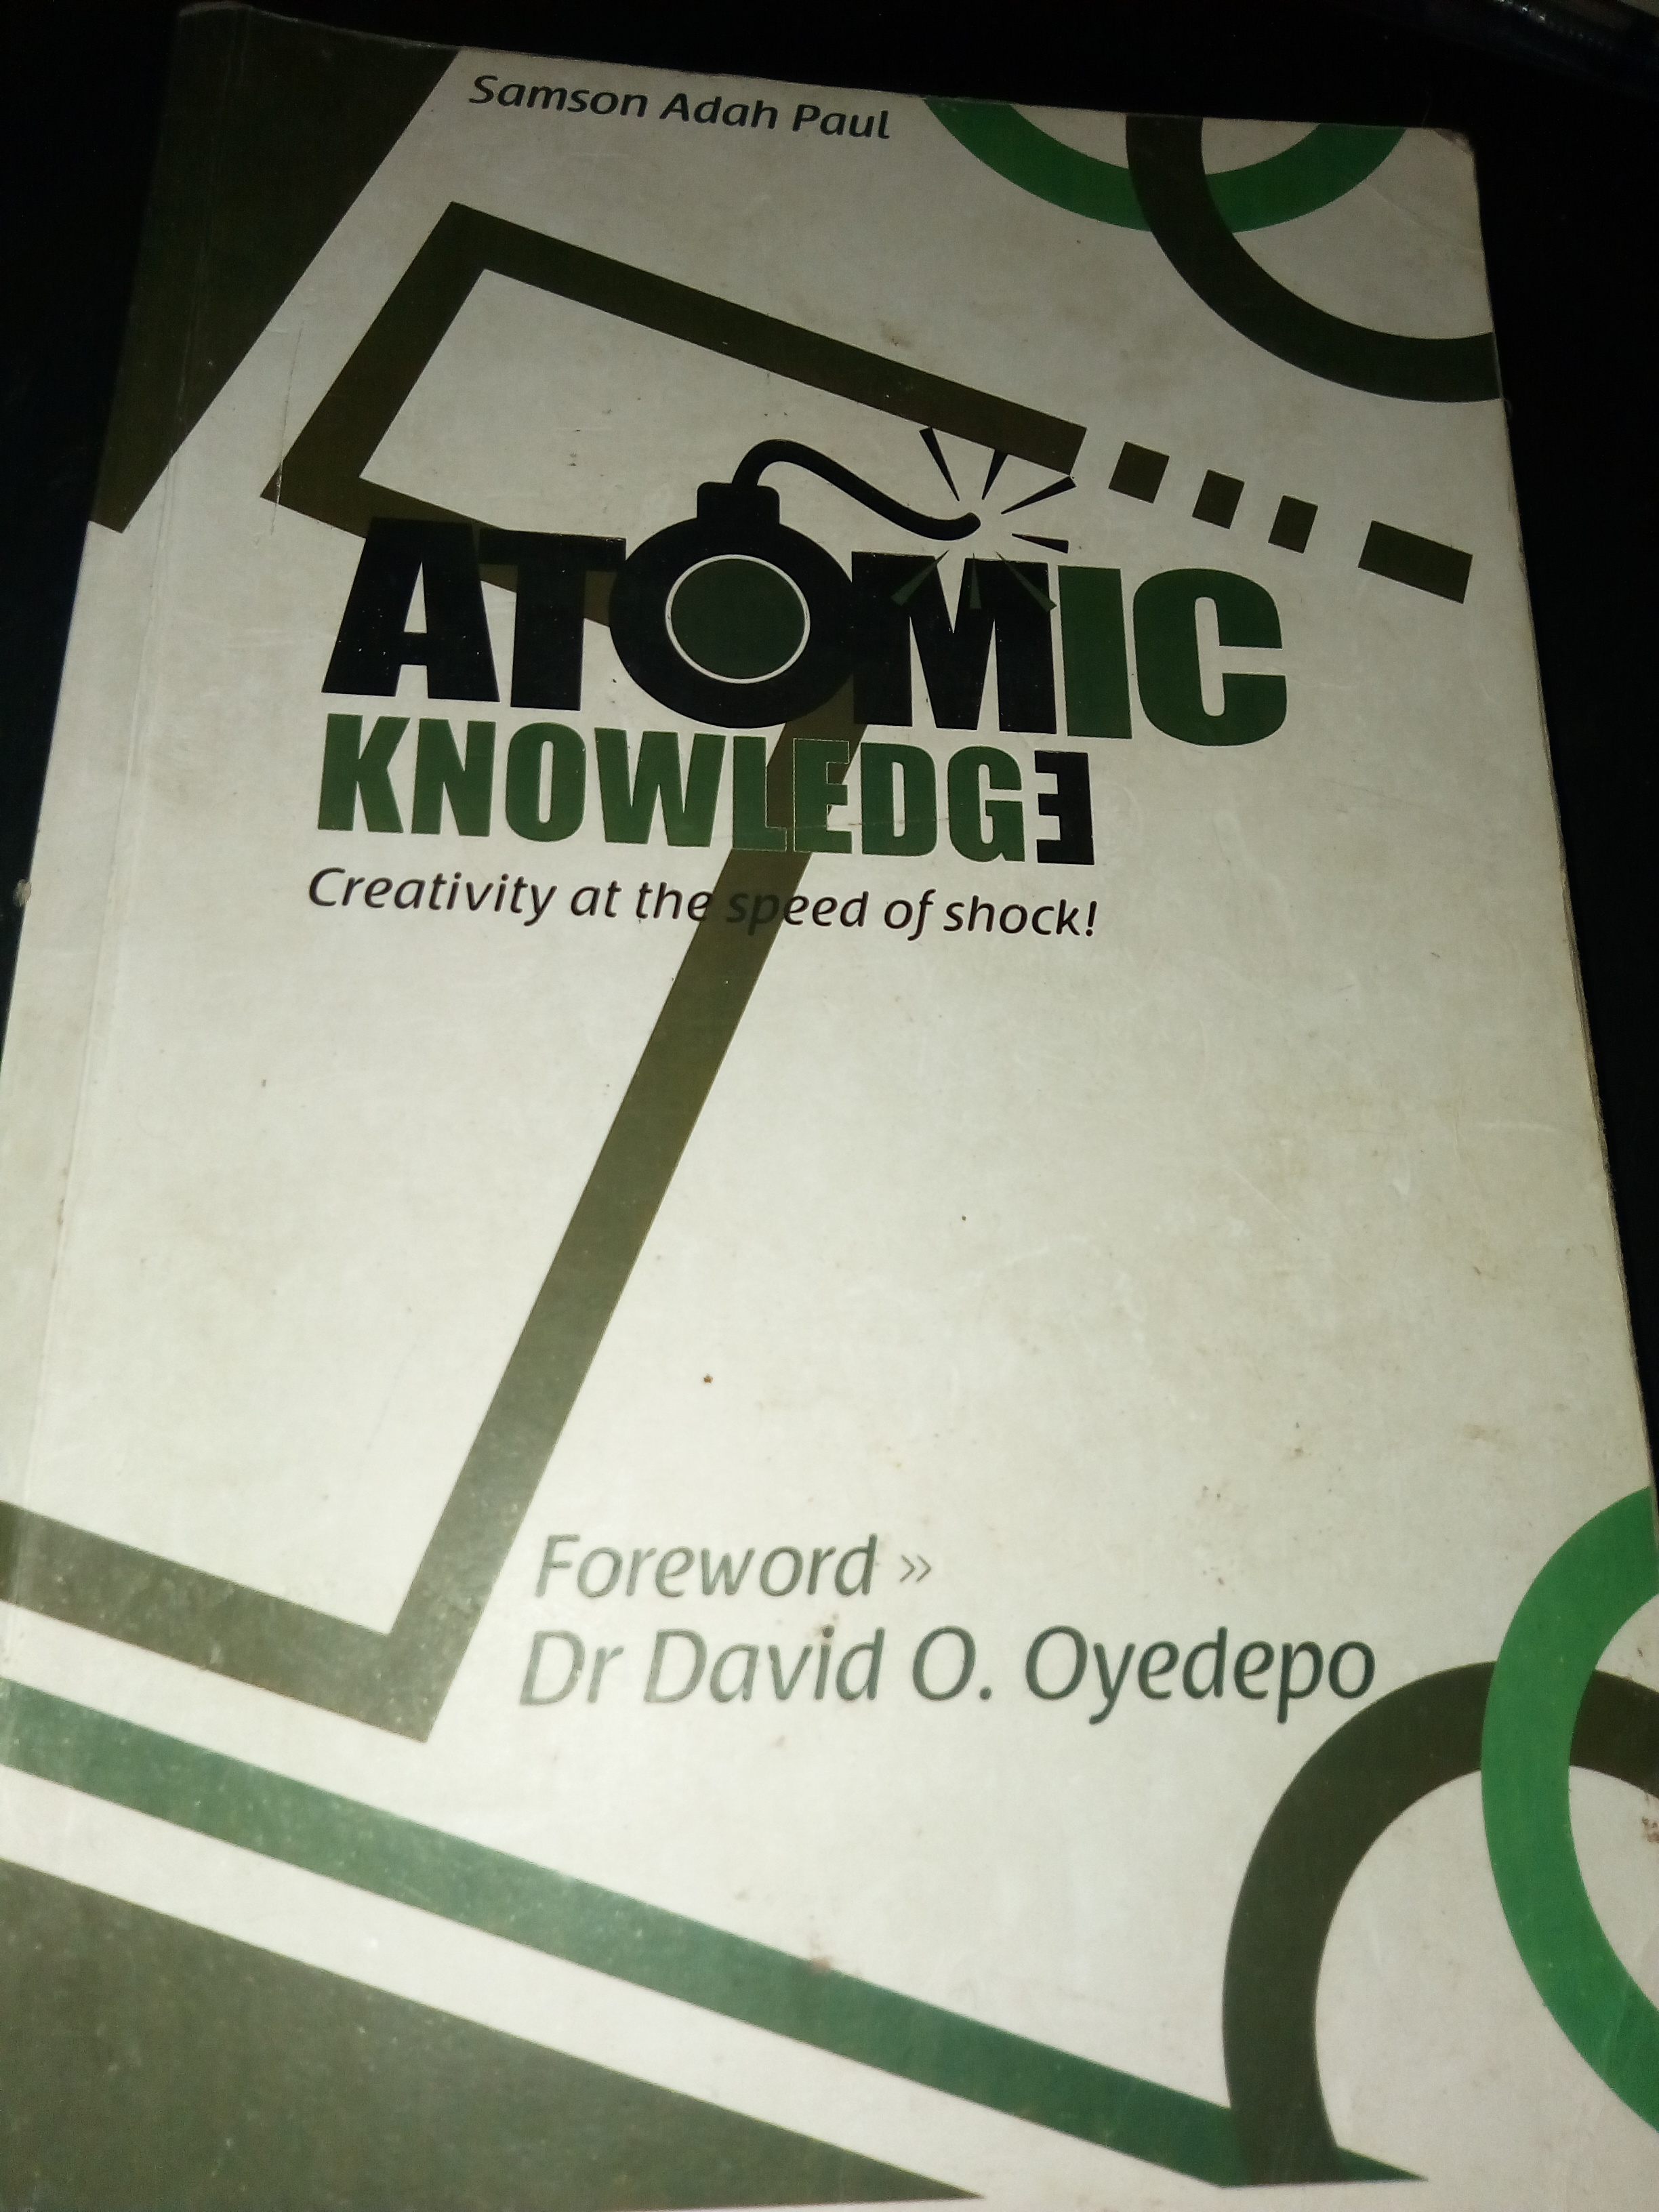 Samson Adah Paul
ATOMIC
KNOWLEDGE
Creativity at the speed of shock!
Foreword »
Dr David O. Oyedepo